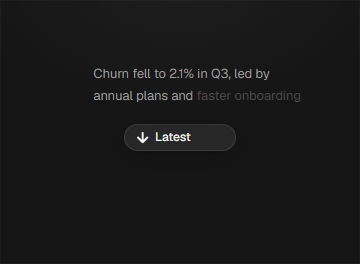 Churn fell to 2.1% in Q3, led by
annual plans and faster onboarding
Latest